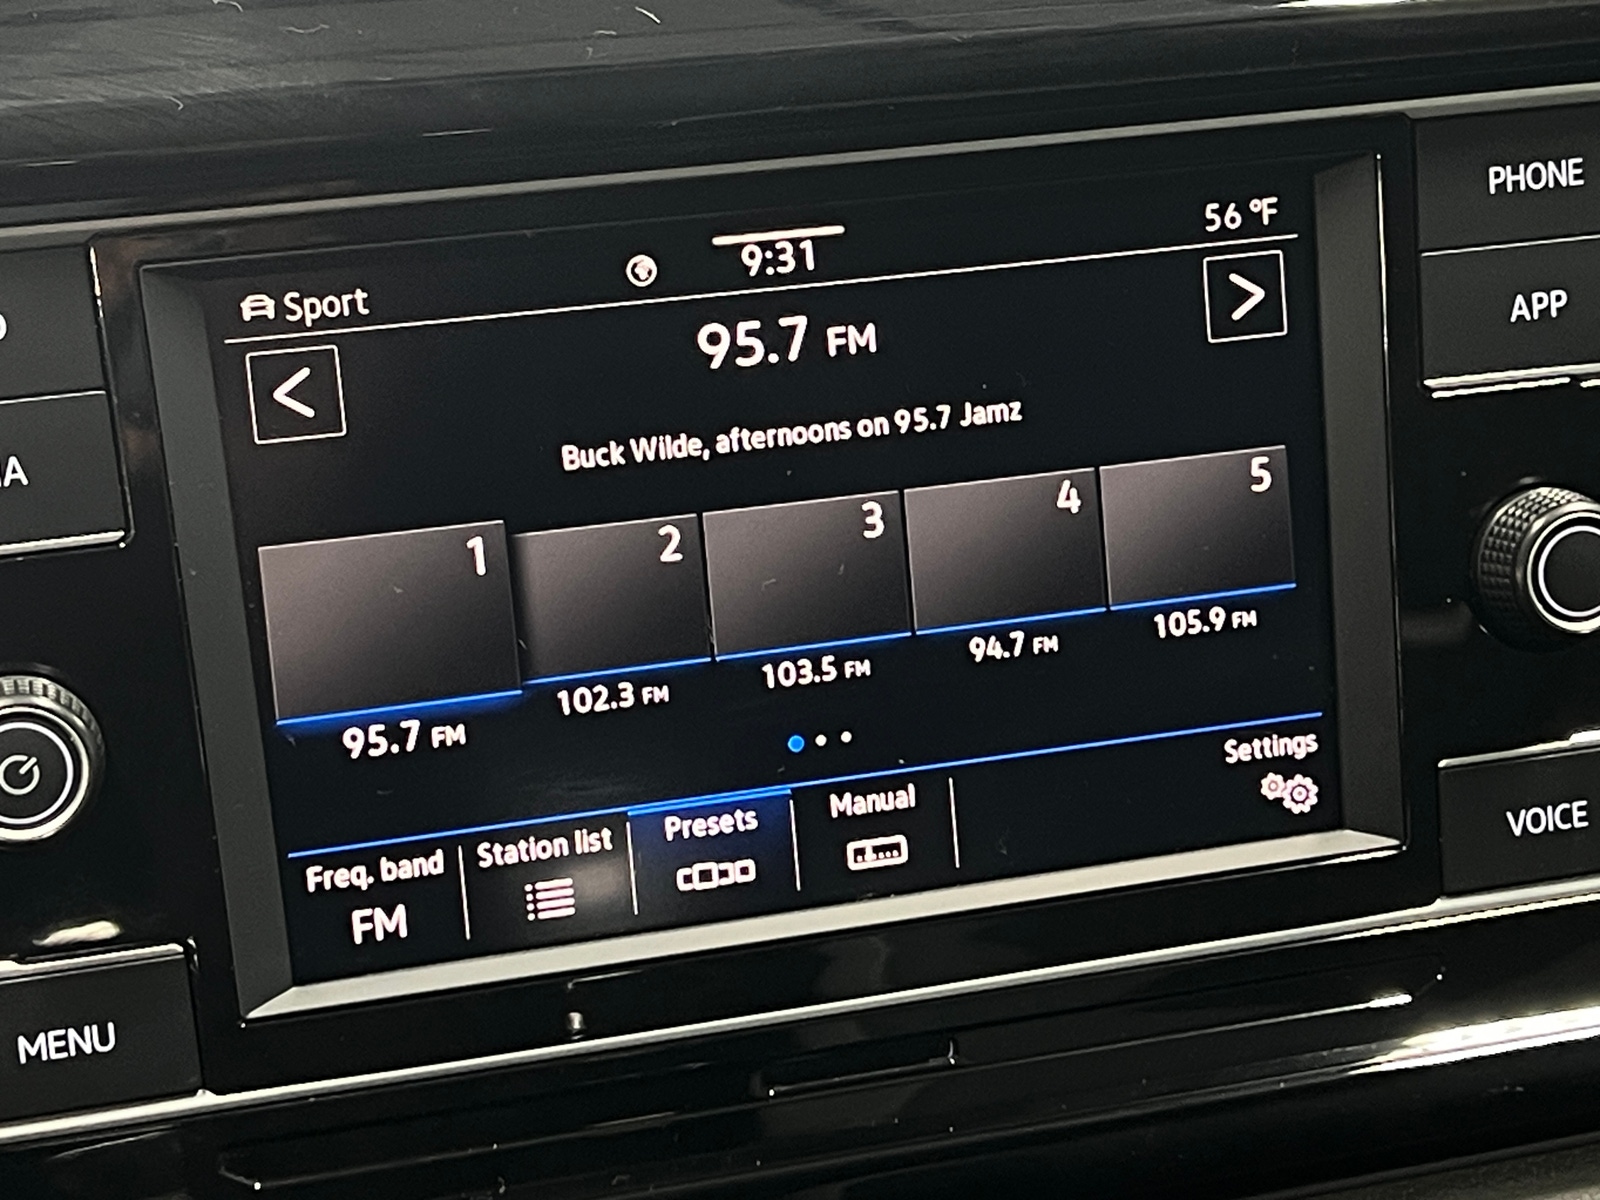 PHONE
56 °F
9:31
Sport
APP
95.7 FM
Buck Wilde, afternoons on 95.7 Jamz
1
2
3
4
5
95.7 FM
102.3 FM
103.5 FM
94.7 FM
105.9 FM
Settings
Freq. band
FM
Station list
Presets
Manual
VOICE
MENU